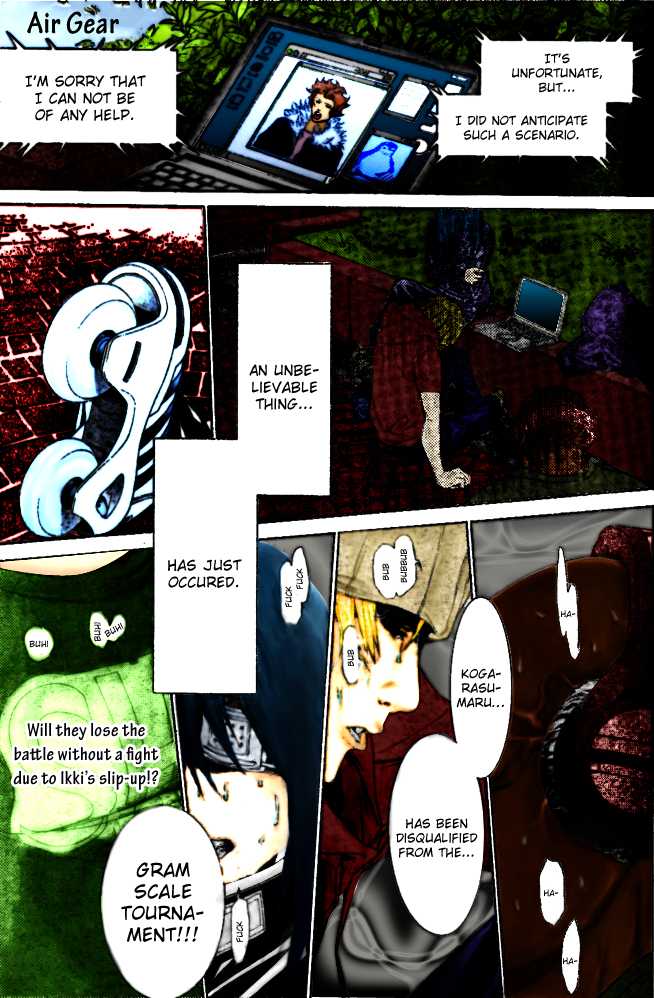 Air Gear
I'M SORRY THAT
I CAN NOT BE
OF ANY HELP.
IT'S
UNFORTUNATE,
BUT...
I DID NOT ANTICIPATE
SUCH A SCENARIO.
AN UNBE-
LIEVABLE
THING...
HAS JUST
OCCURED.
HA-
FUCK
FUCK
BUB
BUBBUB
BUB
BUHI
BUHI
BUHI
KOGA-
RASU-
MARU...
HAS BEEN
DISQUALIFIED
FROM THE...
Will they lose the
battle without a fight
due to Ikki's slip-up!?
GRAM
SCALE
TOURNA-
MENT!!!
FUCK
HA-
HA-